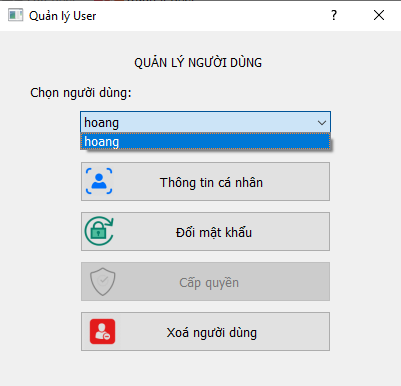 Quản lý User
QUẢN LÝ NGƯỜI DÙNG
Chọn người dùng:
hoang
hoang
Thông tin cá nhân
Đổi mật khẩu
Cấp quyền
Xoá người dùng